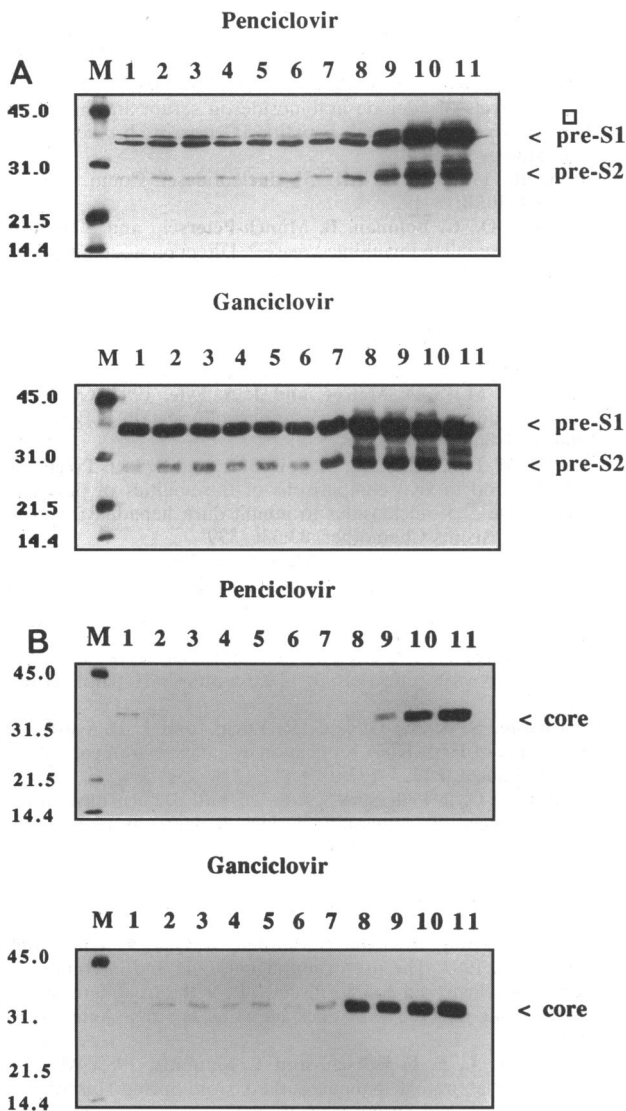 Penciclovir
A
M 1 2 3 4 5 6 7 8 9 10 11
45.0
< pre-S1
31.0
< pre-S2
21.5
14.4
Ganciclovir
M 1 2 3 4 5 6 7 8 9 10 11
45.0
< pre-S1
31.0
< pre-S2
21.5
14.4
Penciclovir
B
M 1 2 3 4 5 6 7 8 9 10 11
45.0
31.5
< core
21.5
14.4
Ganciclovir
M 1 2 3 4 5 6 7 8 9 10 11
45.0
31.
< core
21.5
14.4